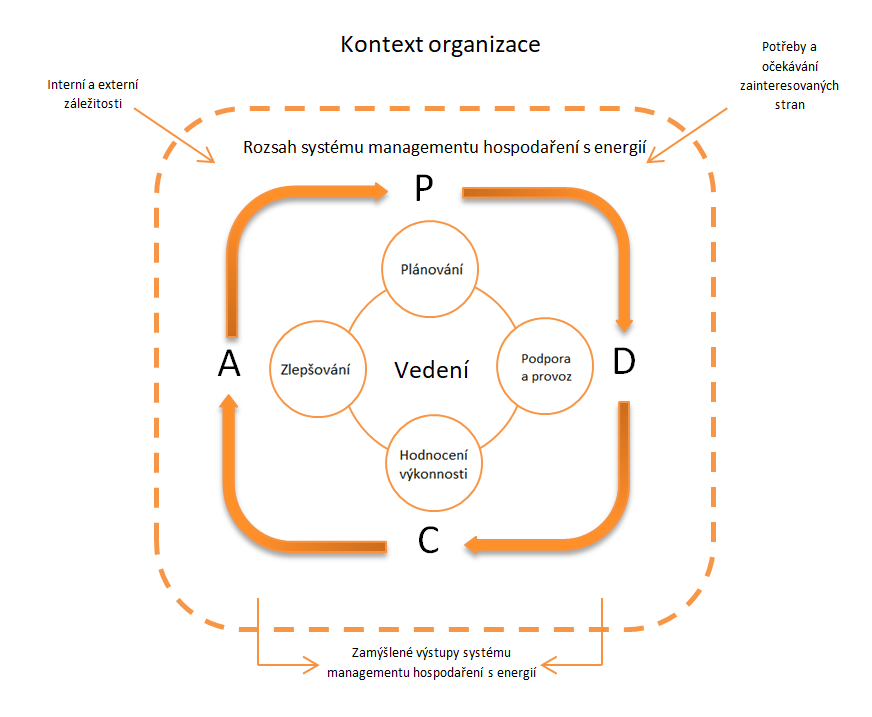 Kontext organizace
Potřeby a
očekávání
zainteresovaných
stran
Interní a externí
záležitosti
Rozsah systému managementu hospodaření s energií
P
Plánování
A
Zlepšování
Vedení
Podpora
a provoz
D
Hodnocení
výkonnosti
C
Zamýšlené výstupy systému
managementu hospodaření s energií